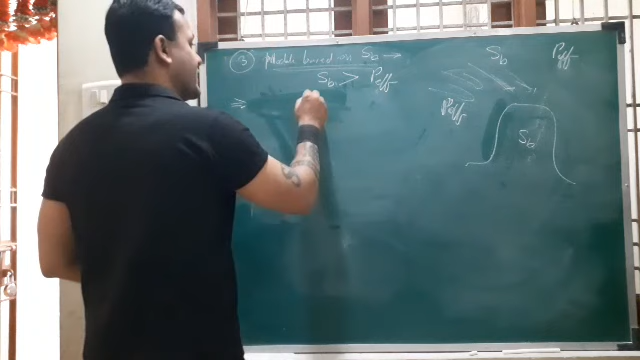 ③ Models based on Sb →
Sb > Peff
⇒
Sb
Peff
Peff
Sb